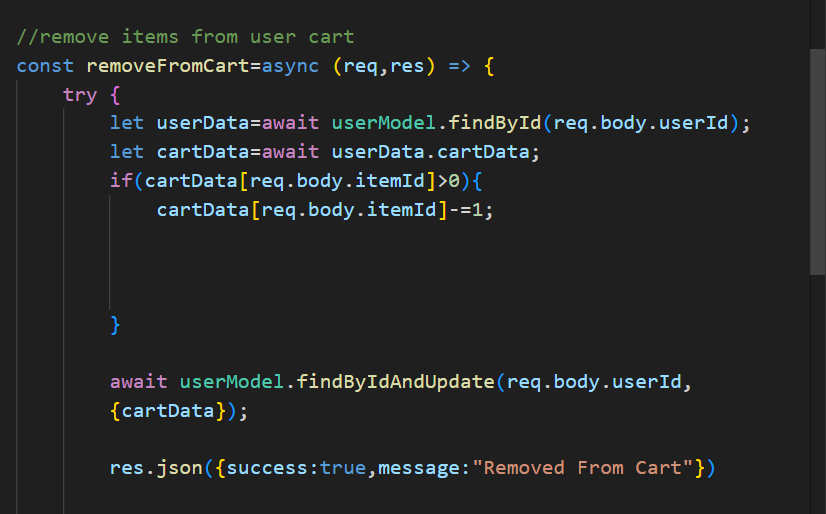 //remove items from user cart
const removeFromCart=async (req,res) => {
try {
let userData=await userModel.findById(req.body.userId);
let cartData=await userData.cartData;
if(cartData[req.body.itemId]>0){
cartData[req.body.itemId]-=1;
}
await userModel.findByIdAndUpdate(req.body.userId,
{cartData});
res.json({success:true,message:"Removed From Cart"})